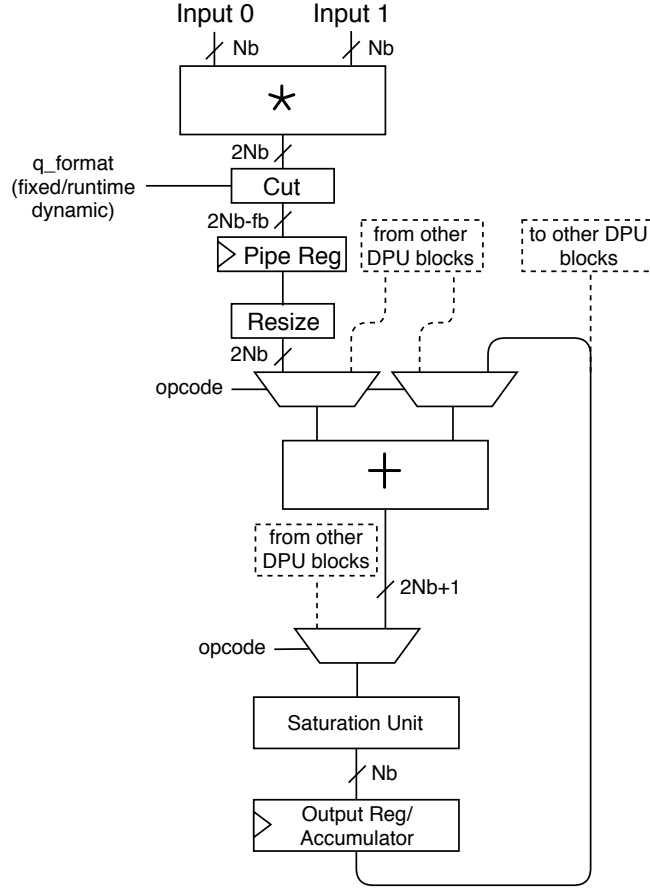 Input 0
Input 1
Nb
Nb
*
2Nb
q_format
(fixed/runtime
dynamic)
Cut
2Nb-fb
Pipe Reg
from other
DPU blocks
to other DPU
blocks
Resize
2Nb
opcode
+
from other
DPU blocks
2Nb+1
opcode
Saturation Unit
Nb
Output Reg/
Accumulator